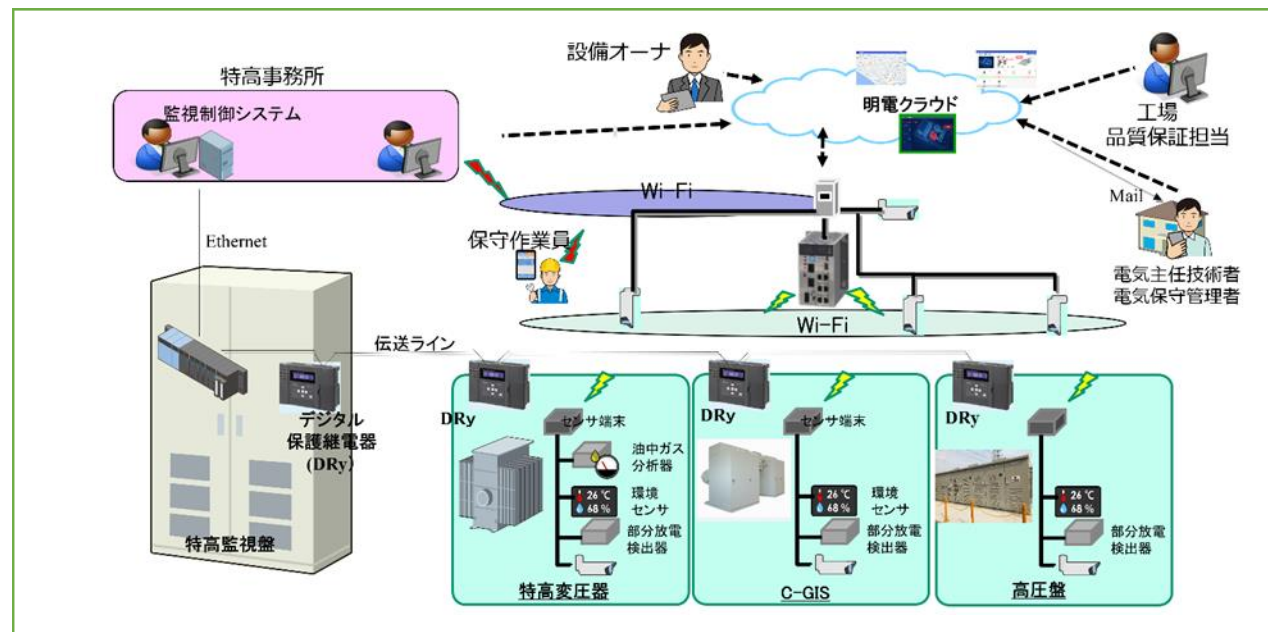 設備オーナ
特高事務所
監視制御システム
明電クラウド
工場
品質保証担当
Wi-Fi
Mail
Ethernet
保守作業員
電気主任技術者
電気保守管理者
Wi-Fi
伝送ライン
デジタル
保護継電器
(DRy)
特高監視盤
DRy
センサ端末
油中ガス
分析器
26 ℃
68 %
環境
センサ
部分放電
検出器
特高変圧器
DRy
センサ端末
26 ℃
68 %
環境
センサ
部分放電
検出器
C-GIS
DRy
26 ℃
68 %
部分放電
検出器
高圧盤